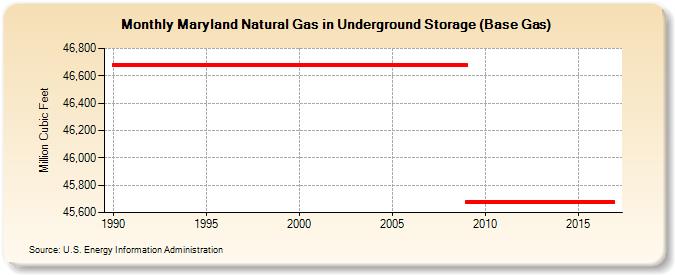 Monthly Maryland Natural Gas in Underground Storage (Base Gas)
Million Cubic Feet
46,800
46,600
46,400
46,200
46,000
45,800
45,600
1990 1995 2000 2005 2010 2015
Source: U.S. Energy Information Administration